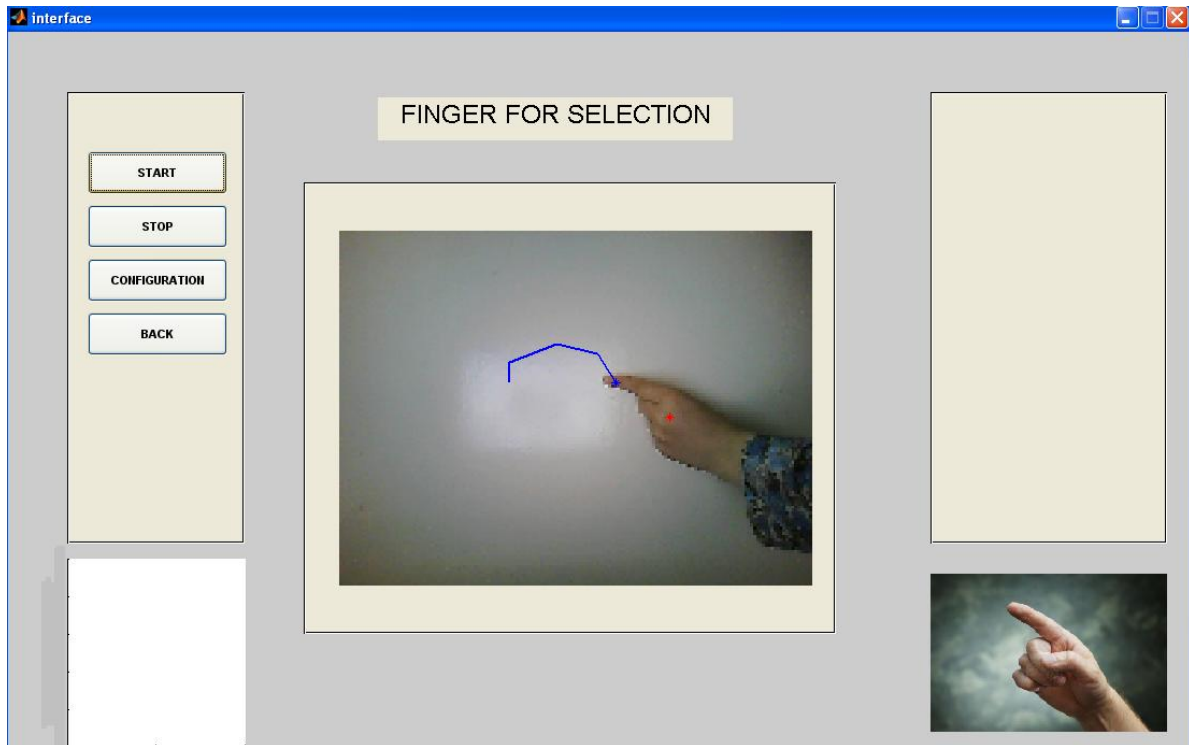 interface
FINGER FOR SELECTION
START
STOP
CONFIGURATION
BACK